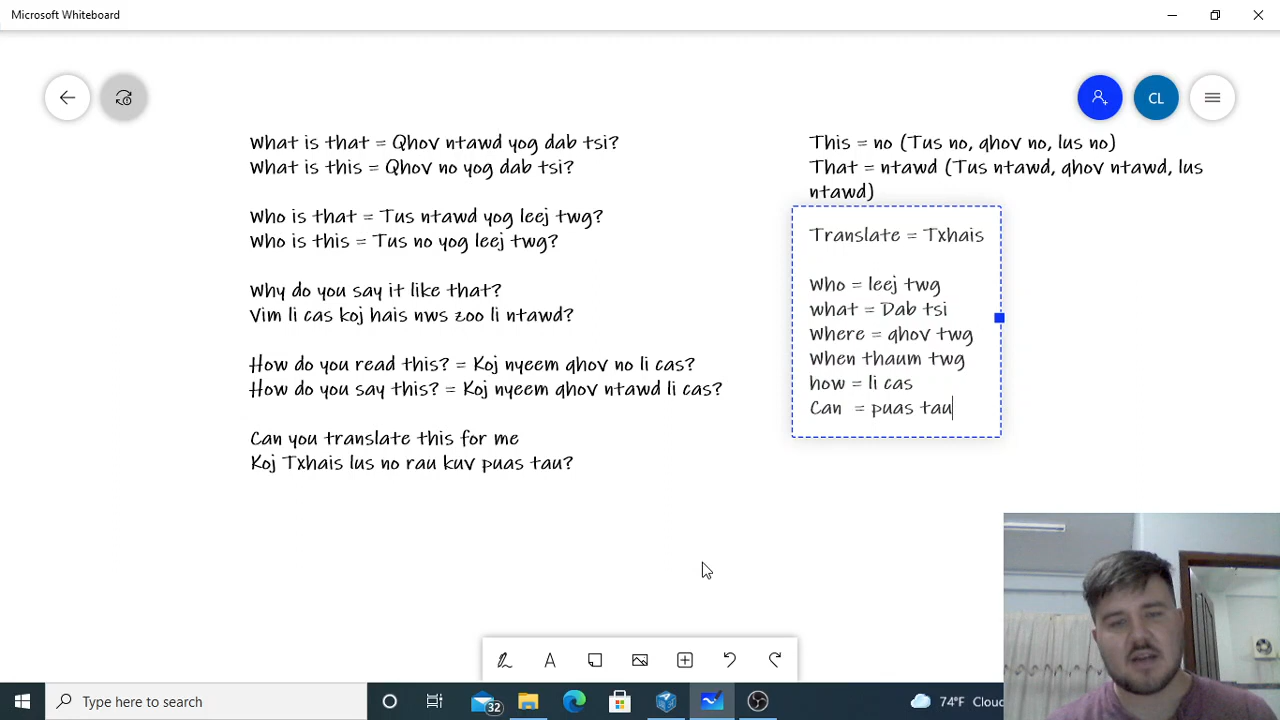 Microsoft Whiteboard
CL
What is that = Qhov ntawd yog dab tsi?
What is this = Qhov no yog dab tsi?
Who is that = Tus ntawd yog leej twg?
Who is this = Tus no yog leej twg?
Why do you say it like that?
Vim li cas koj hais nws zoo li ntawd?
How do you read this? = Koj nyeem qhov no li cas?
How do you say this? = Koj nyeem qhov ntawd li cas?
Can you translate this for me
Koj Txhais lus no rau kuv puas tau?
This = no (Tus no, qhov no, lus no)
That = ntawd (Tus ntawd, qhov ntawd, lus
ntawd)
Translate = Txhais
Who = leej twg
what = Dab tsi
Where = qhov twg
When thaum twg
how = li cas
Can = puas tau
A
Type here to search
32
74°F Cloud